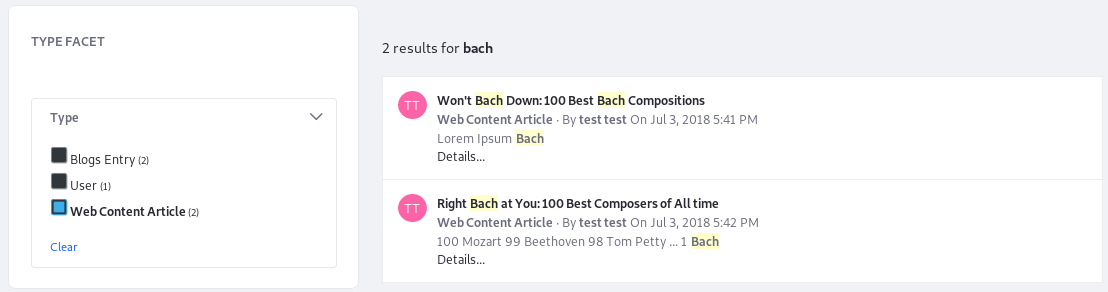 TYPE FACET
Type
Blogs Entry (2)
User (1)
Web Content Article (2)
Clear
2 results for bach
TT
Won't Bach Down: 100 Best Bach Compositions
Web Content Article · By test test On Jul 3, 2018 5:41 PM
Lorem Ipsum Bach
Details...
TT
Right Bach at You: 100 Best Composers of All time
Web Content Article · By test test On Jul 3, 2018 5:42 PM
100 Mozart 99 Beethoven 98 Tom Petty ... 1 Bach
Details...